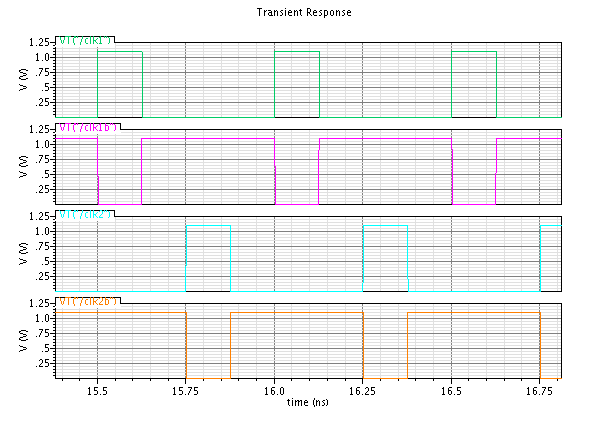 Transient Response
VT("/clk1")
1.25
1.0
.75
.5
.25
V (V)
VT("/clk1b")
1.25
1.0
.75
.5
.25
V (V)
VT("/clk2")
1.25
1.0
.75
.5
.25
V (V)
VT("/clk2b")
1.25
1.0
.75
.5
.25
V (V)
15.5 15.75 16.0 16.25 16.5 16.75
time (ns)